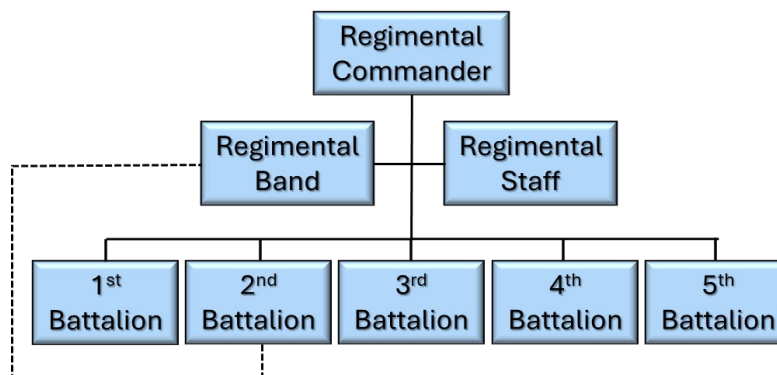 Regimental
Commander
Regimental
Band
Regimental
Staff
1st
Battalion
2nd
Battalion
3rd
Battalion
4th
Battalion
5th
Battalion